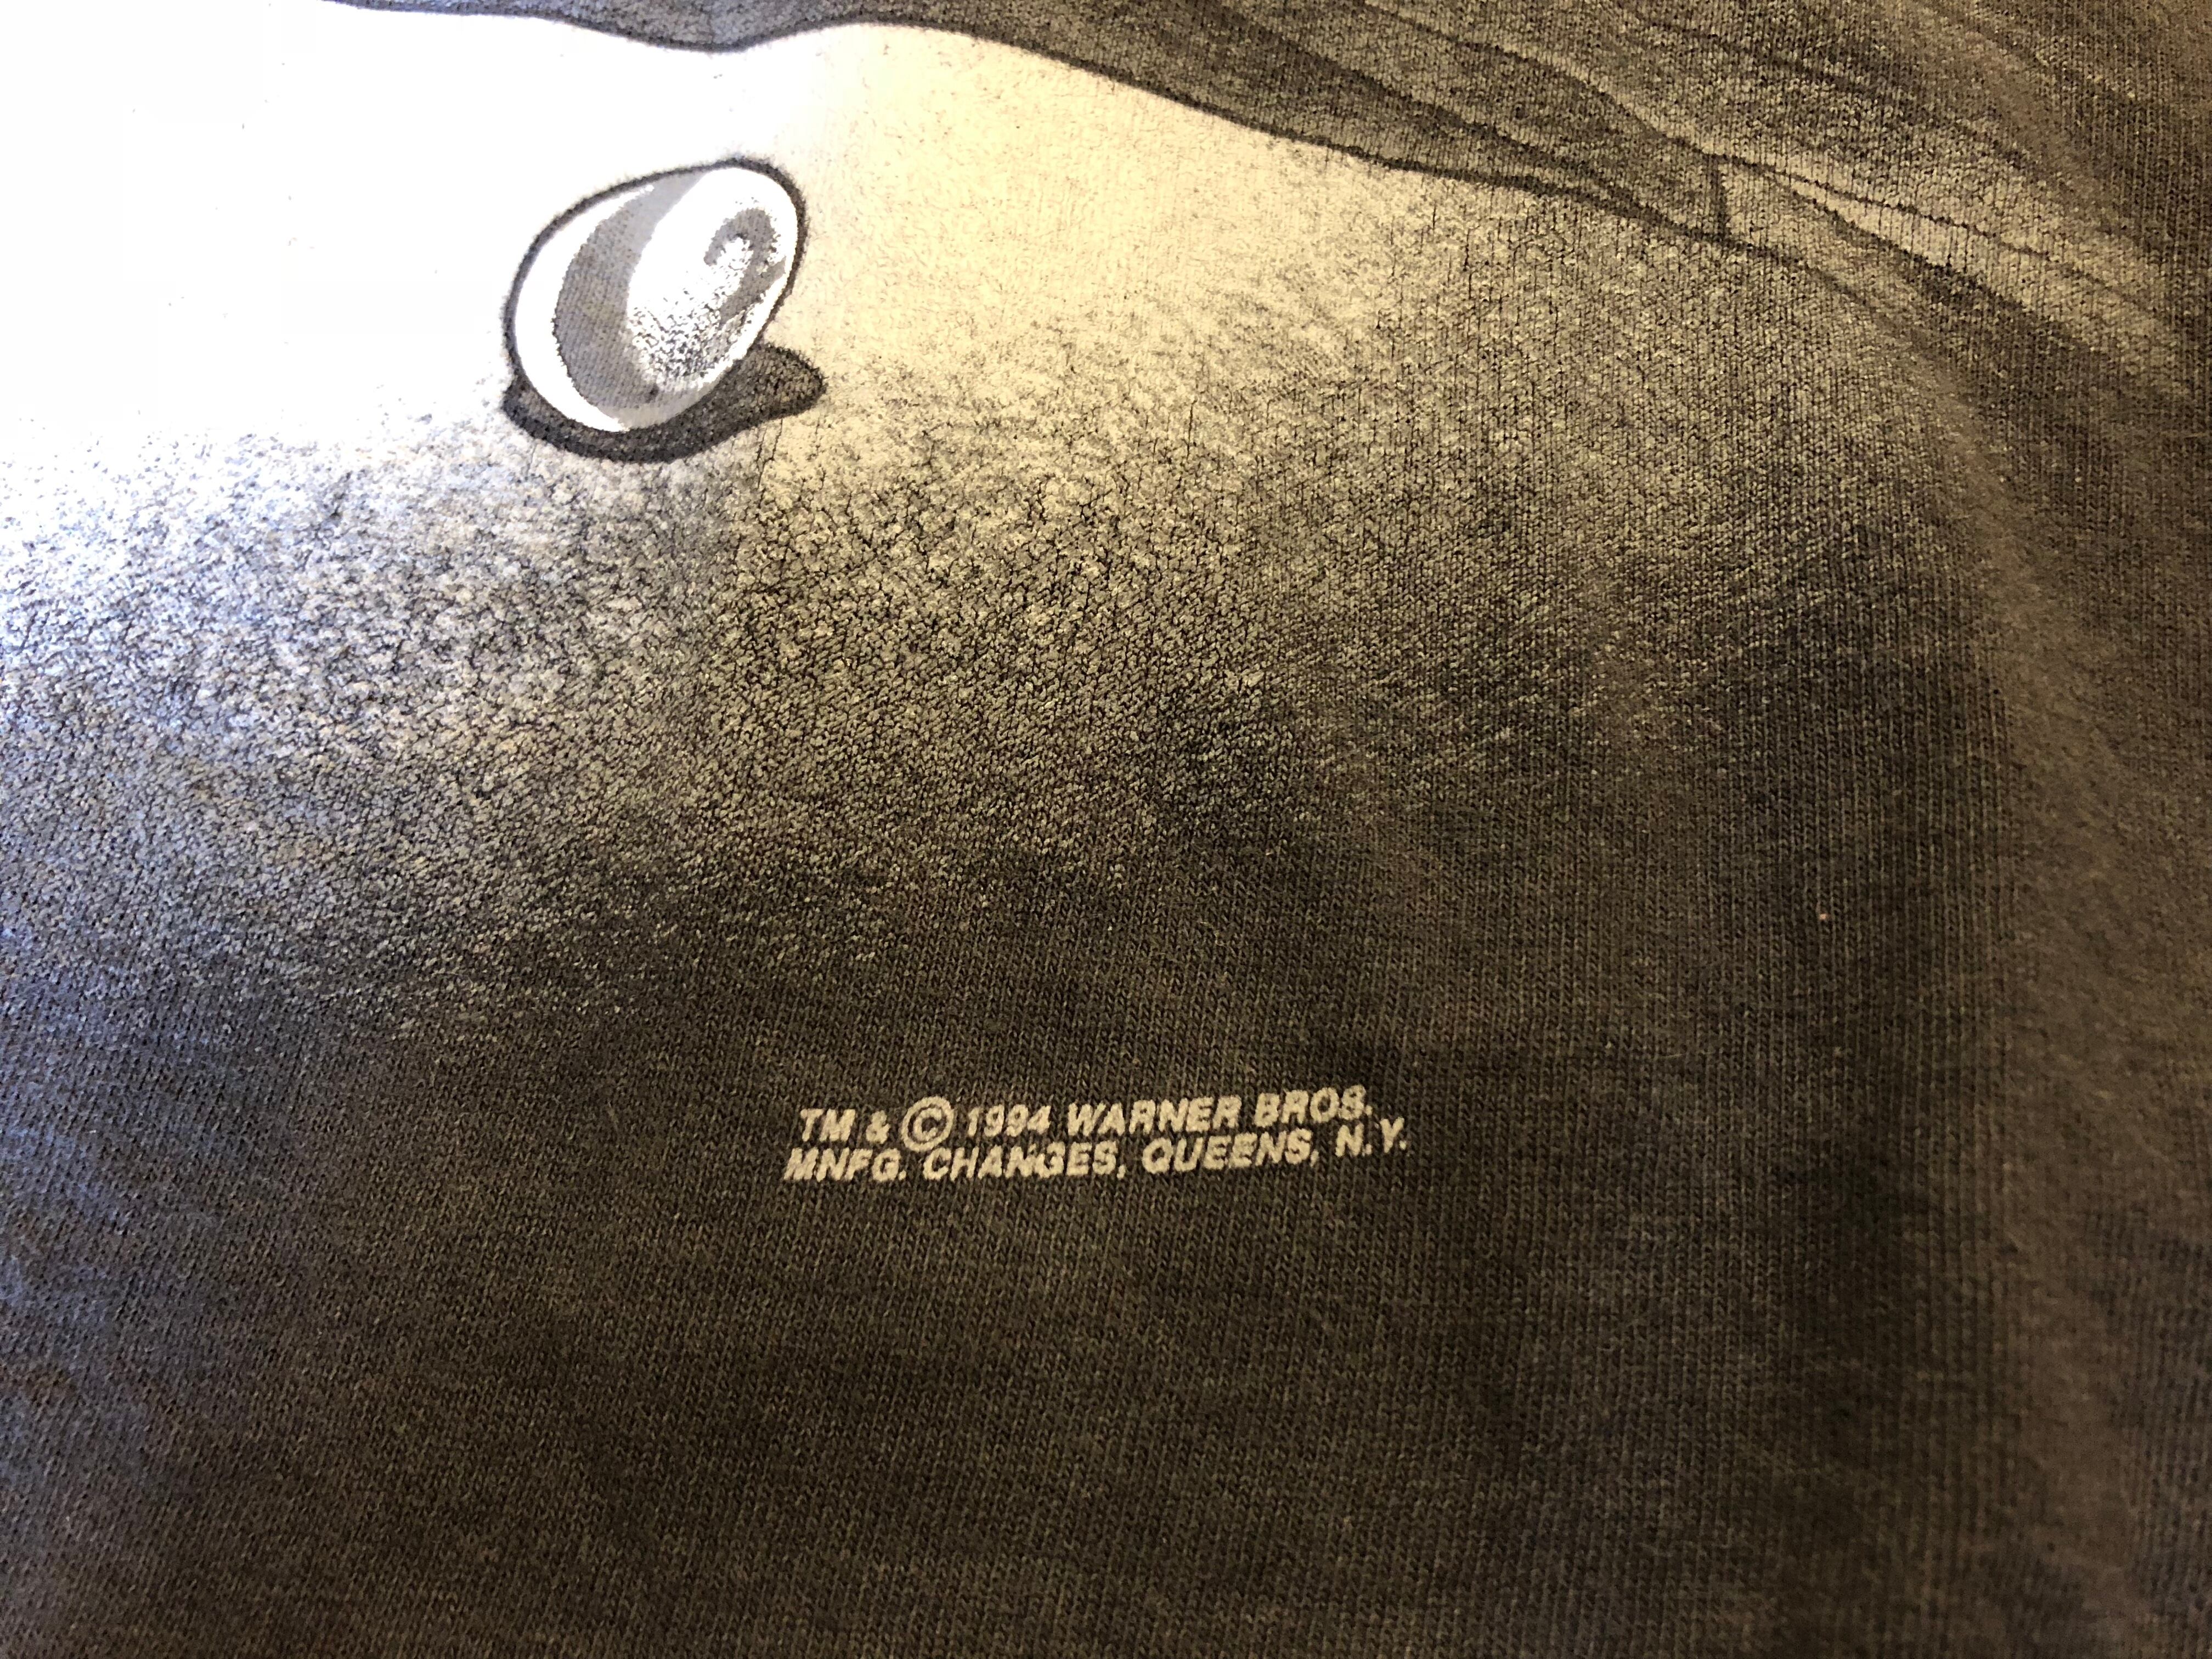 TM & © 1994 WARNER BROS.
MNFG. CHANGES, QUEENS, N.Y.